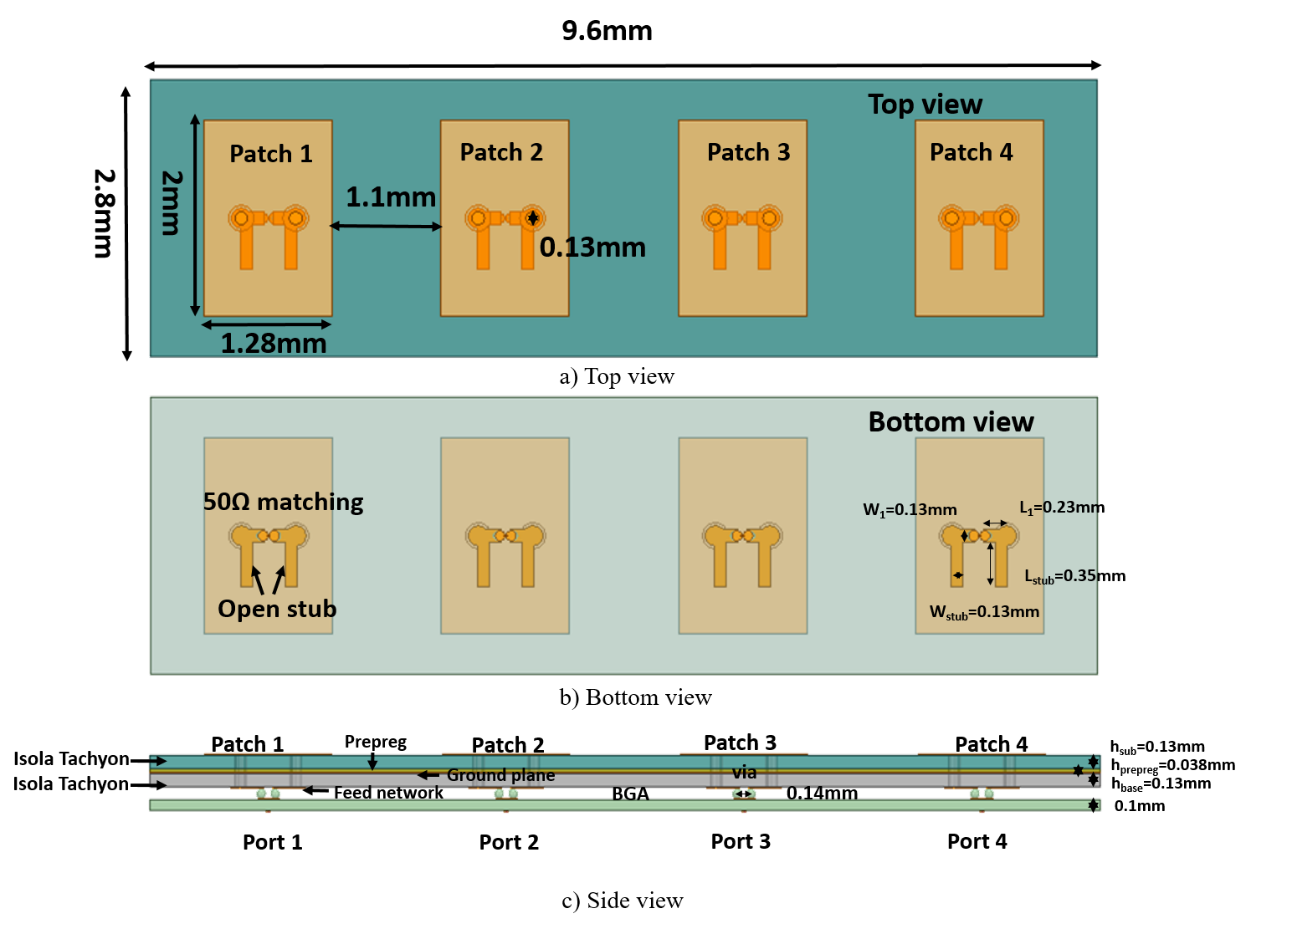 9.6mm
Top view
Patch 1
Patch 2
Patch 3
Patch 4
2.8mm
2mm
1.1mm
0.13mm
1.28mm
a) Top view
Bottom view
50Ω matching
W1=0.13mm
L1=0.23mm
Lstub=0.35mm
Open stub
Wstub=0.13mm
b) Bottom view
Patch 1
Prepreg
Patch 2
Patch 3
Patch 4
hsub=0.13mm
Isola Tachyon
hprepreg=0.038mm
Ground plane
via
Isola Tachyon
hbase=0.13mm
Feed network
BGA
0.14mm
0.1mm
Port 1
Port 2
Port 3
Port 4
c) Side view